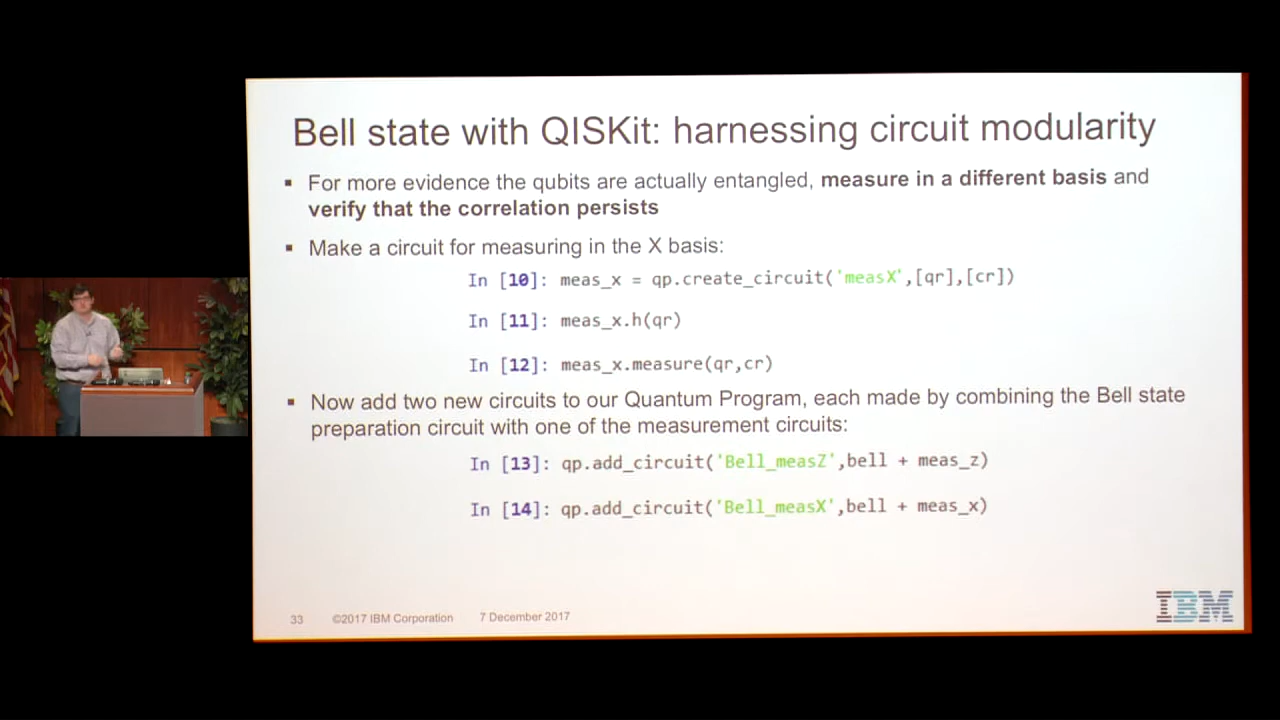 Bell state with QISKit: harnessing circuit modularity
▪ For more evidence the qubits are actually entangled, measure in a different basis and
verify that the correlation persists
▪ Make a circuit for measuring in the X basis:
In [10]: meas_x = qp.create_circuit('measX',[qr],[cr])
In [11]: meas_x.h(qr)
In [12]: meas_x.measure(qr,cr)
▪ Now add two new circuits to our Quantum Program, each made by combining the Bell state
preparation circuit with one of the measurement circuits:
In [13]: qp.add_circuit('Bell_measZ',bell + meas_z)
In [14]: qp.add_circuit('Bell_measX',bell + meas_x)
33 ©2017 IBM Corporation 7 December 2017
IBM